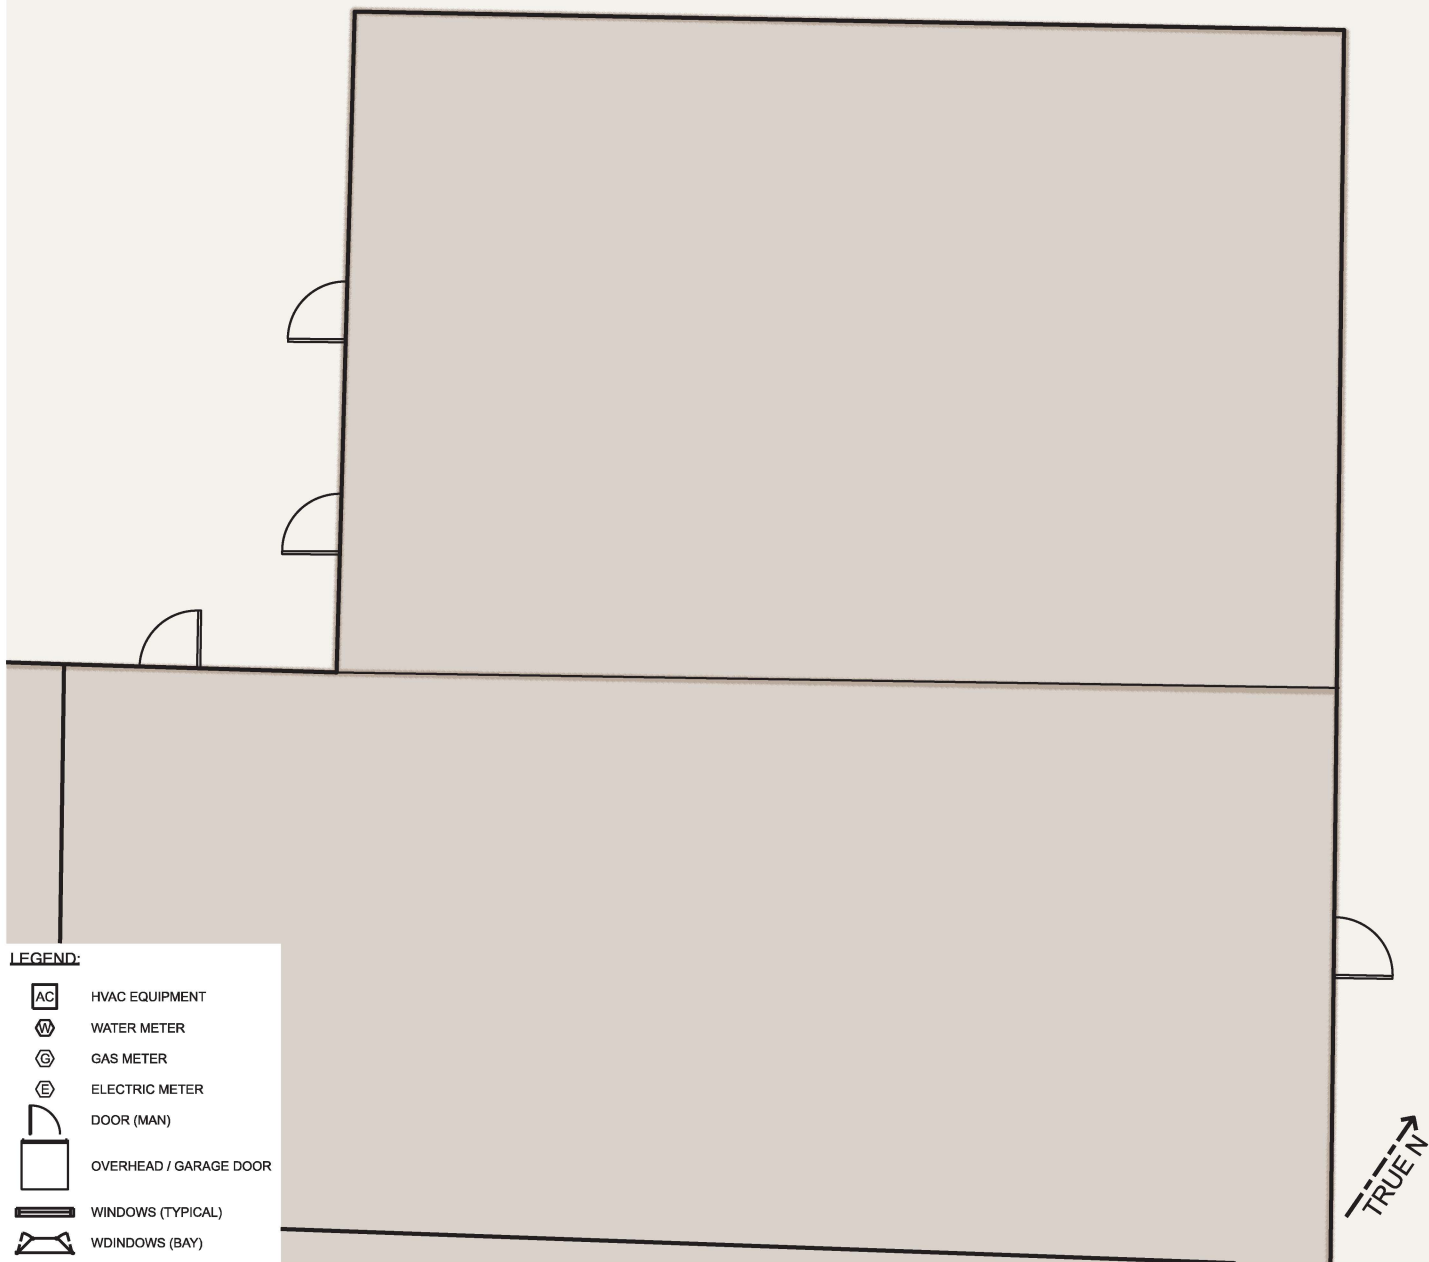 LEGEND:
AC HVAC EQUIPMENT
W WATER METER
G GAS METER
E ELECTRIC METER
DOOR (MAN)
OVERHEAD / GARAGE DOOR
WINDOWS (TYPICAL)
WDINDOWS (BAY)
TRUE N